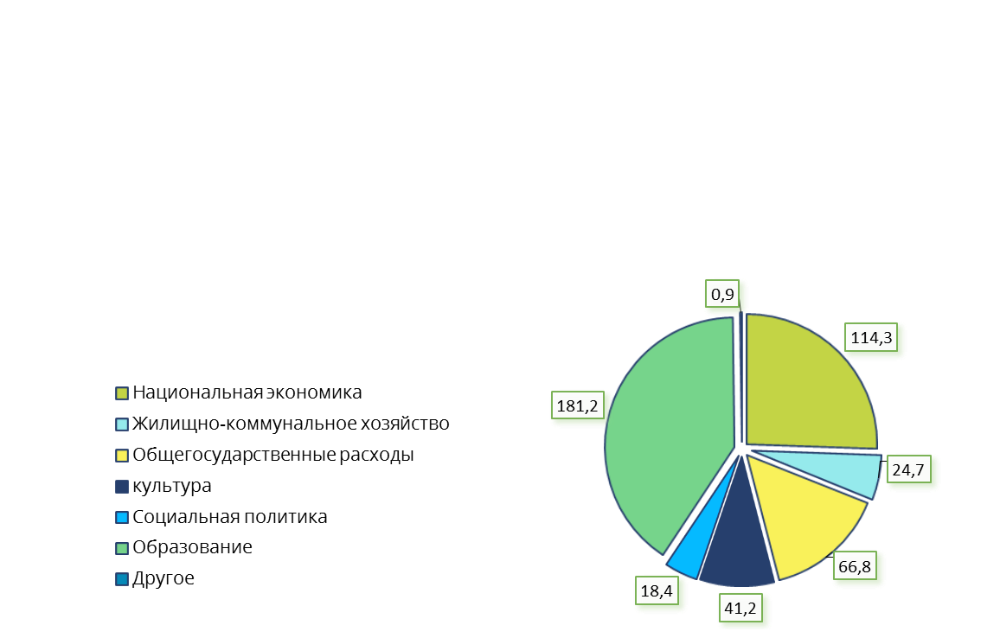 Национальная экономика
Жилищно-коммунальное хозяйство
Общегосударственные расходы
культура
Социальная политика
Образование
Другое
0,9
114,3
181,2
24,7
66,8
18,4
41,2